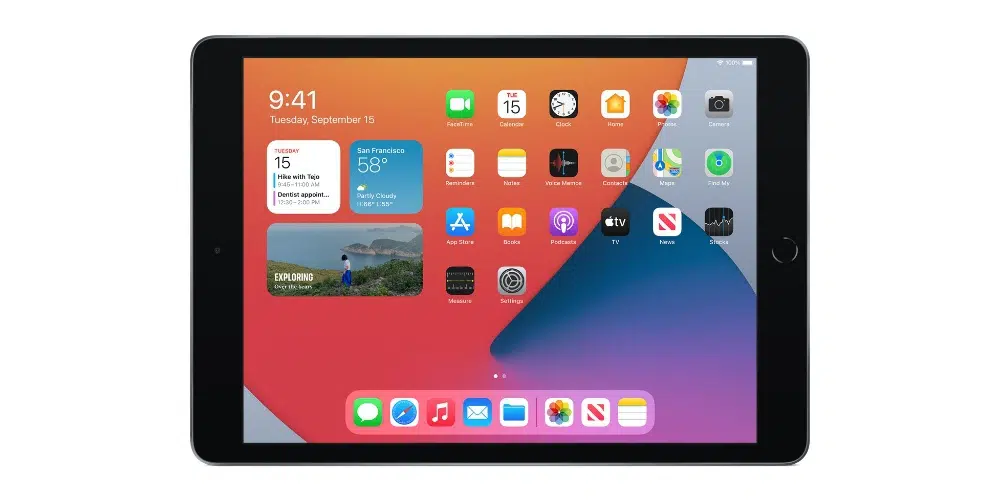 100%
9:41
Tuesday, September 15
TUESDAY
15
Hike with Tejo
9:45–11:00 AM
Dentist appoint...
12:30–2:00 PM
San Francisco
58°
Partly Cloudy
H:66° L:55°
EXPLORING
Over the Years
TUE
15
FaceTime
Calendar
Clock
Home
Photos
Camera
Reminders
Notes
Voice Memos
Contacts
Maps
Find My
tv
App Store
Books
Podcasts
TV
News
Stocks
Measure
Settings